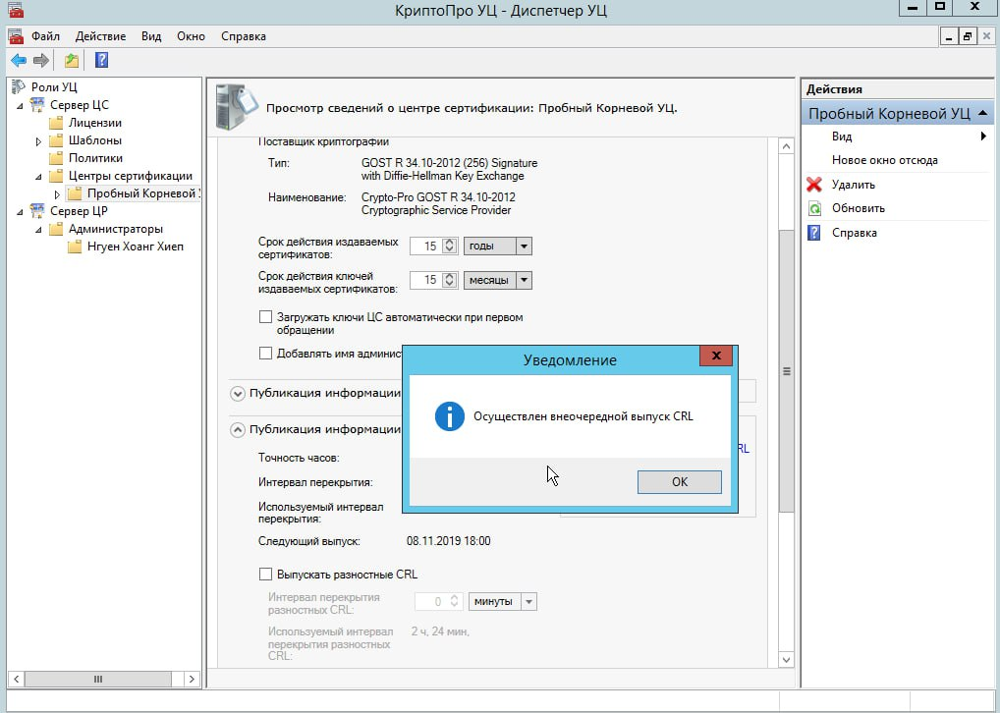 КриптоПро УЦ - Диспетчер УЦ
Файл Действие Вид Окно Справка
Роли УЦ
Сервер ЦС
Лицензии
Шаблоны
Политики
Центры сертификации
Пробный Корневой
Сервер ЦР
Администраторы
Нгуен Хоанг Хиеп
Просмотр сведений о центре сертификации: Пробный Корневой УЦ.
Поставщик криптографии
Тип: GOST R 34.10-2012 (256) Signature
with Diffie-Hellman Key Exchange
Наименование: Crypto-Pro GOST R 34.10-2012
Cryptographic Service Provider
Срок действия издаваемых
сертификатов:
15 годы
Срок действия ключей
издаваемых сертификатов:
15 месяцы
Загружать ключи ЦС автоматически при первом
обращении
Добавлять имя админис
Публикация информации
Публикация информации
Точность часов:
Интервал перекрытия:
Используемый интервал
перекрытия:
Следующий выпуск: 08.11.2019 18:00
Выпускать разностные CRL
Интервал перекрытия
разностных CRL:
0 минуты
Используемый интервал
перекрытия разностных
CRL:
2 ч, 24 мин,
Уведомление
Осуществлен внеочередной выпуск CRL
OK
RL
Действия
Пробный Корневой УЦ
Вид
Новое окно отсюда
Удалить
Обновить
Справка